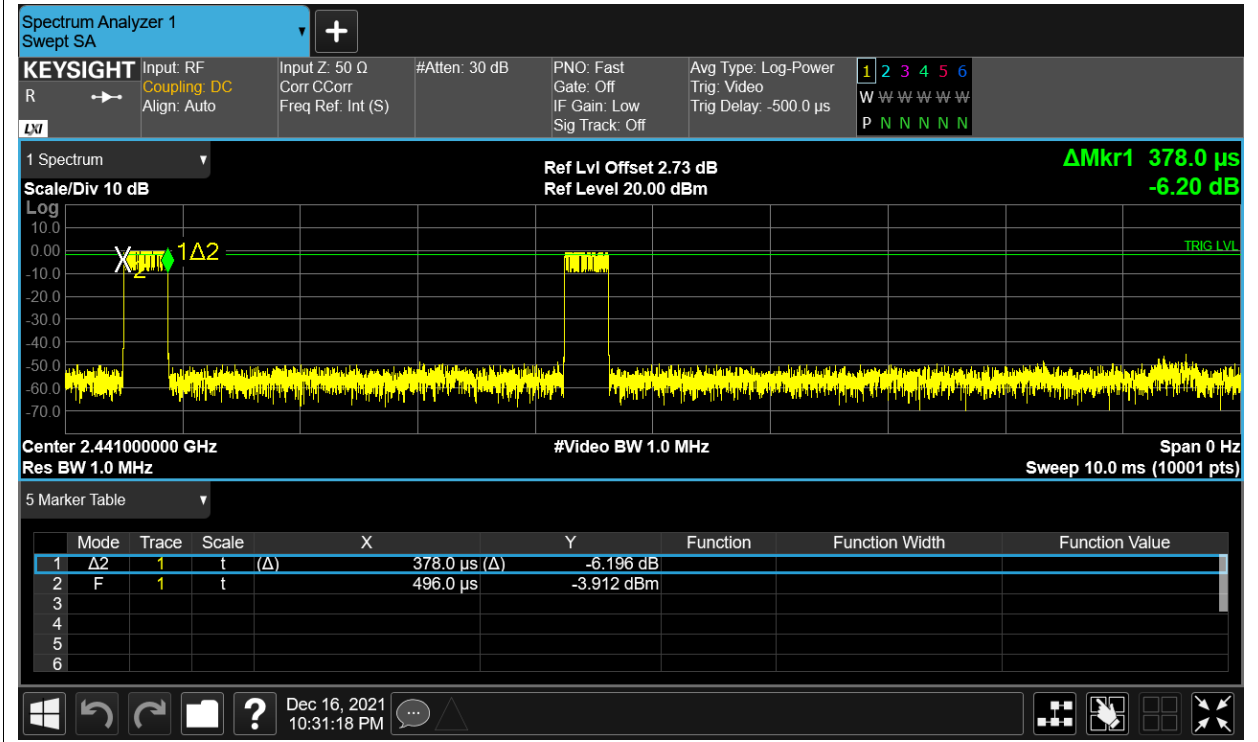 Spectrum Analyzer 1
Swept SA
KEYSIGHT
R
LXI
Input: RF
Coupling: DC
Align: Auto
Input Z: 50 Ω
Corr CCorr
Freq Ref: Int (S)
#Atten: 30 dB
PNO: Fast
Gate: Off
IF Gain: Low
Sig Track: Off
Avg Type: Log-Power
Trig: Video
Trig Delay: -500.0 µs
1 2 3 4 5 6
W W W W W W
P N N N N N
1 Spectrum
Scale/Div 10 dB
Ref Lvl Offset 2.73 dB
Ref Level 20.00 dBm
ΔMkr1 378.0 µs
-6.20 dB
Log
10.0
0.00
-10.0
-20.0
-30.0
-40.0
-50.0
-60.0
-70.0
X
2
1Δ2
TRIG LVL
Center 2.441000000 GHz
#Video BW 1.0 MHz
Span 0 Hz
Res BW 1.0 MHz
Sweep 10.0 ms (10001 pts)
5 Marker Table
Mode Trace Scale X Y Function Function Width Function Value
1 Δ2 1 t (Δ) 378.0 µs (Δ) -6.196 dB
2 F 1 t 496.0 µs -3.912 dBm
3
4
5
6
?
Dec 16, 2021
10:31:18 PM